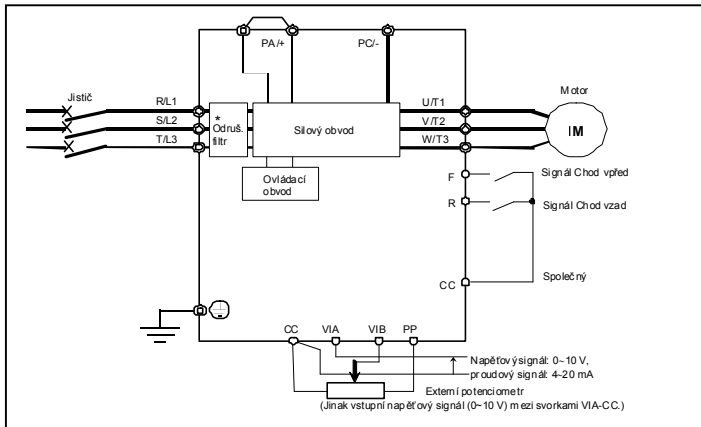 PA/+
PC/-
Jistič
R/L1
S/L2
T/L3
*
Odruš.
filtr
Silový obvod
Ovládací
obvod
U/T1
V/T2
W/T3
Motor
IM
F
Signál Chod vpřed
R
Signál Chod vzad
CC
Společný
CC
VIA
VIB
PP
Napěťový signál: 0~10 V,
proudový signál: 4~20 mA
Externí potenciometr
(Jinak vstupní napěťový signál (0~10 V) mezi svorkami VIA-CC.)